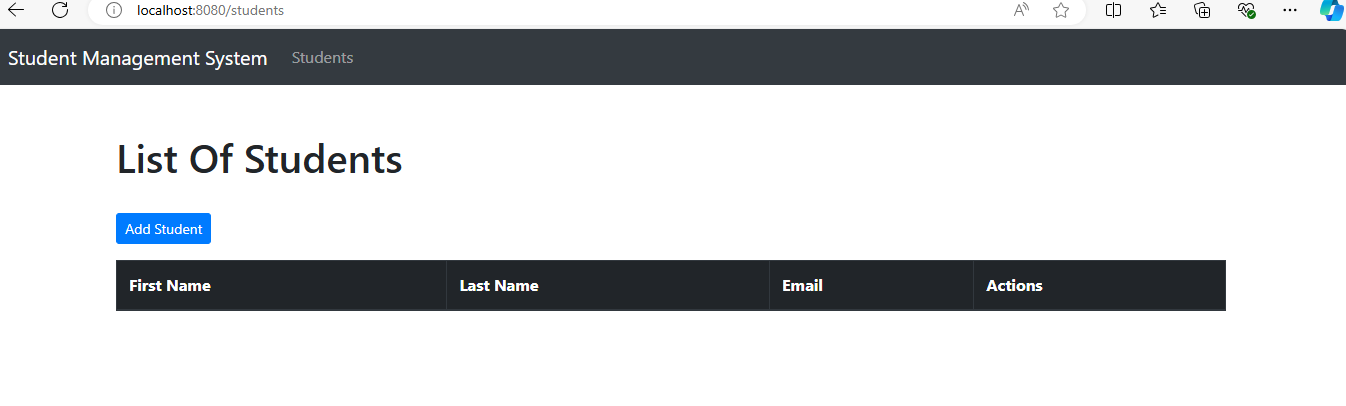 localhost:8080/students
Student Management System Students
List Of Students
Add Student
First Name Last Name Email Actions